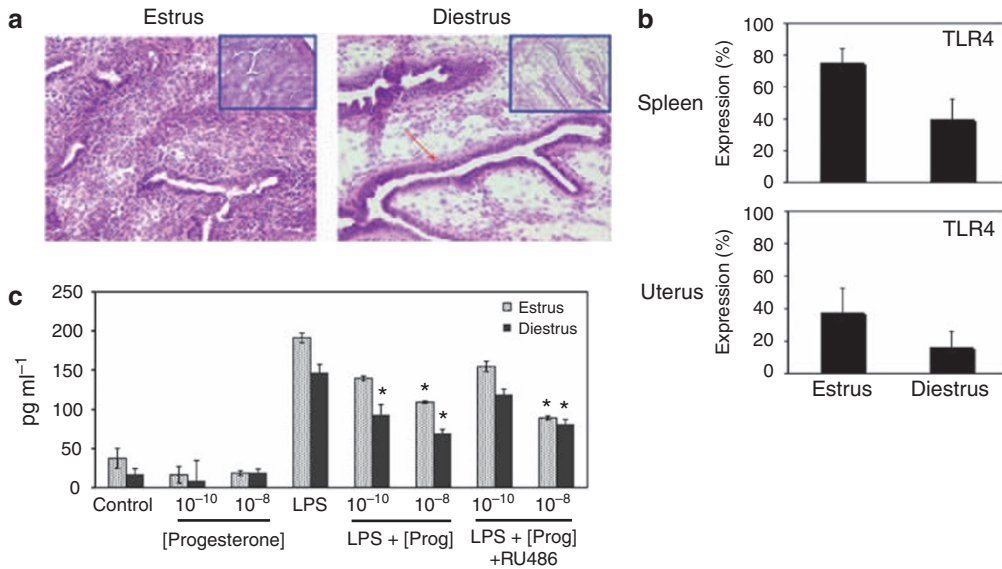 a
Estrus
Diestrus
b
Spleen
Expression (%)
100
80
60
40
20
0
TLR4
Uterus
Expression (%)
100
80
60
40
20
0
TLR4
Estrus
Diestrus
c
pg ml⁻¹
250
200
150
100
50
0
Estrus
Diestrus
* * * * *
Control
10⁻¹⁰ 10⁻⁸
[Progesterone]
LPS
10⁻¹⁰ 10⁻⁸
LPS + [Prog]
10⁻¹⁰ 10⁻⁸
LPS + [Prog]
+RU486